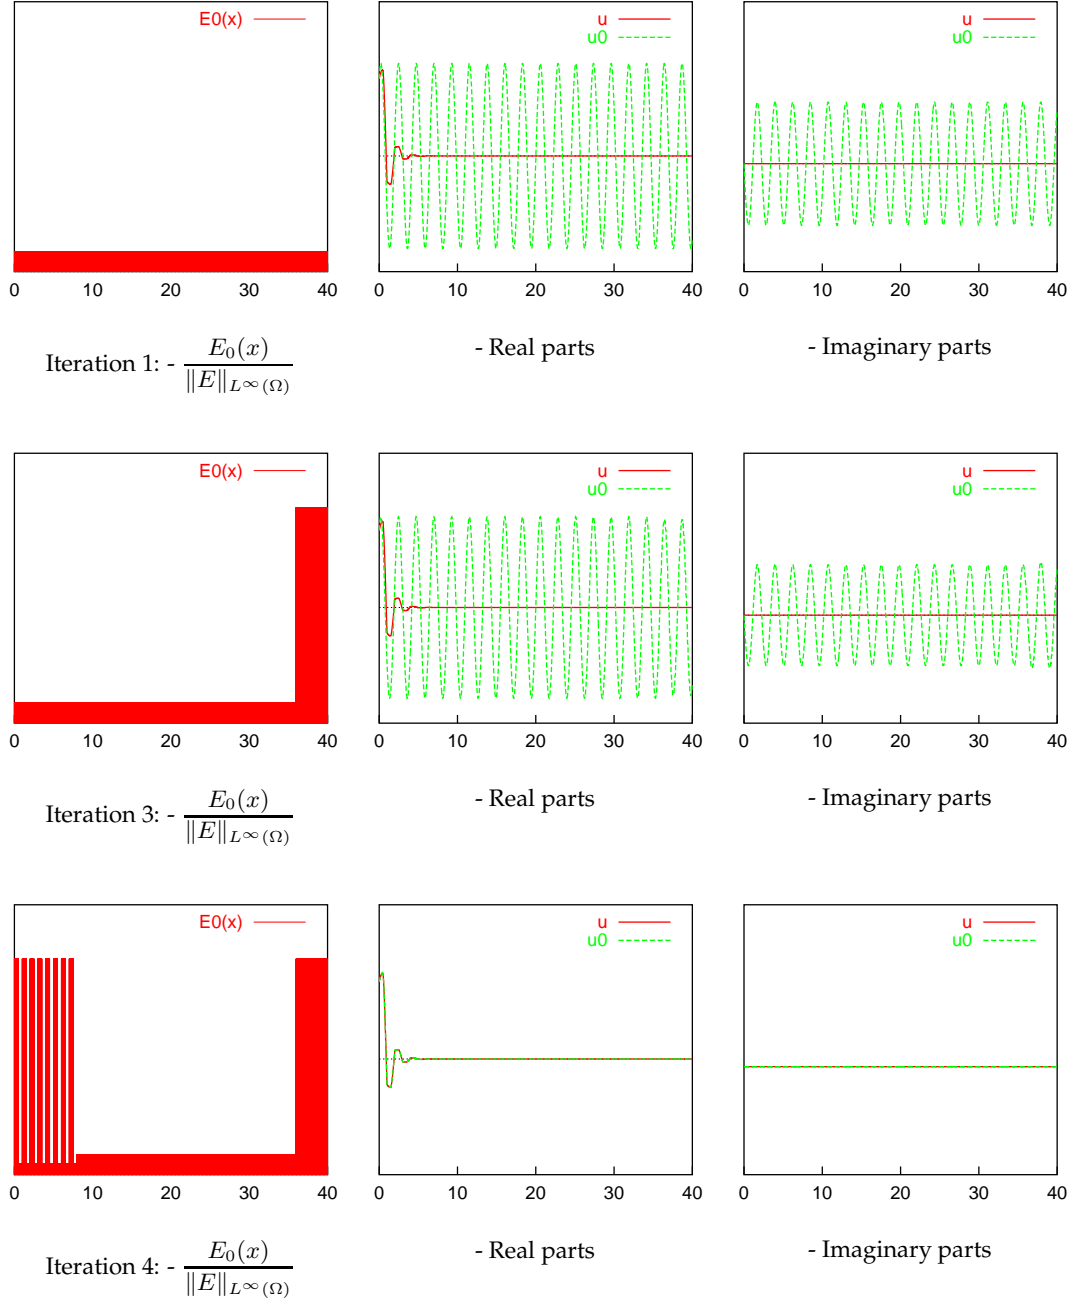 E0(x)
u
u0
0 10 20 30 40
0 10 20 30 40
0 10 20 30 40
Iteration 1: - E_0(x) / ‖E‖_{L^∞(Ω)}
- Real parts
- Imaginary parts
u
u0
E0(x)
u
u0
u
u0
0 10 20 30 40
0 10 20 30 40
0 10 20 30 40
Iteration 3: - E_0(x) / ‖E‖_{L^∞(Ω)}
- Real parts
- Imaginary parts
E0(x)
u
u0
u
u0
0 10 20 30 40
0 10 20 30 40
0 10 20 30 40
Iteration 4: - E_0(x) / ‖E‖_{L^∞(Ω)}
- Real parts
- Imaginary parts